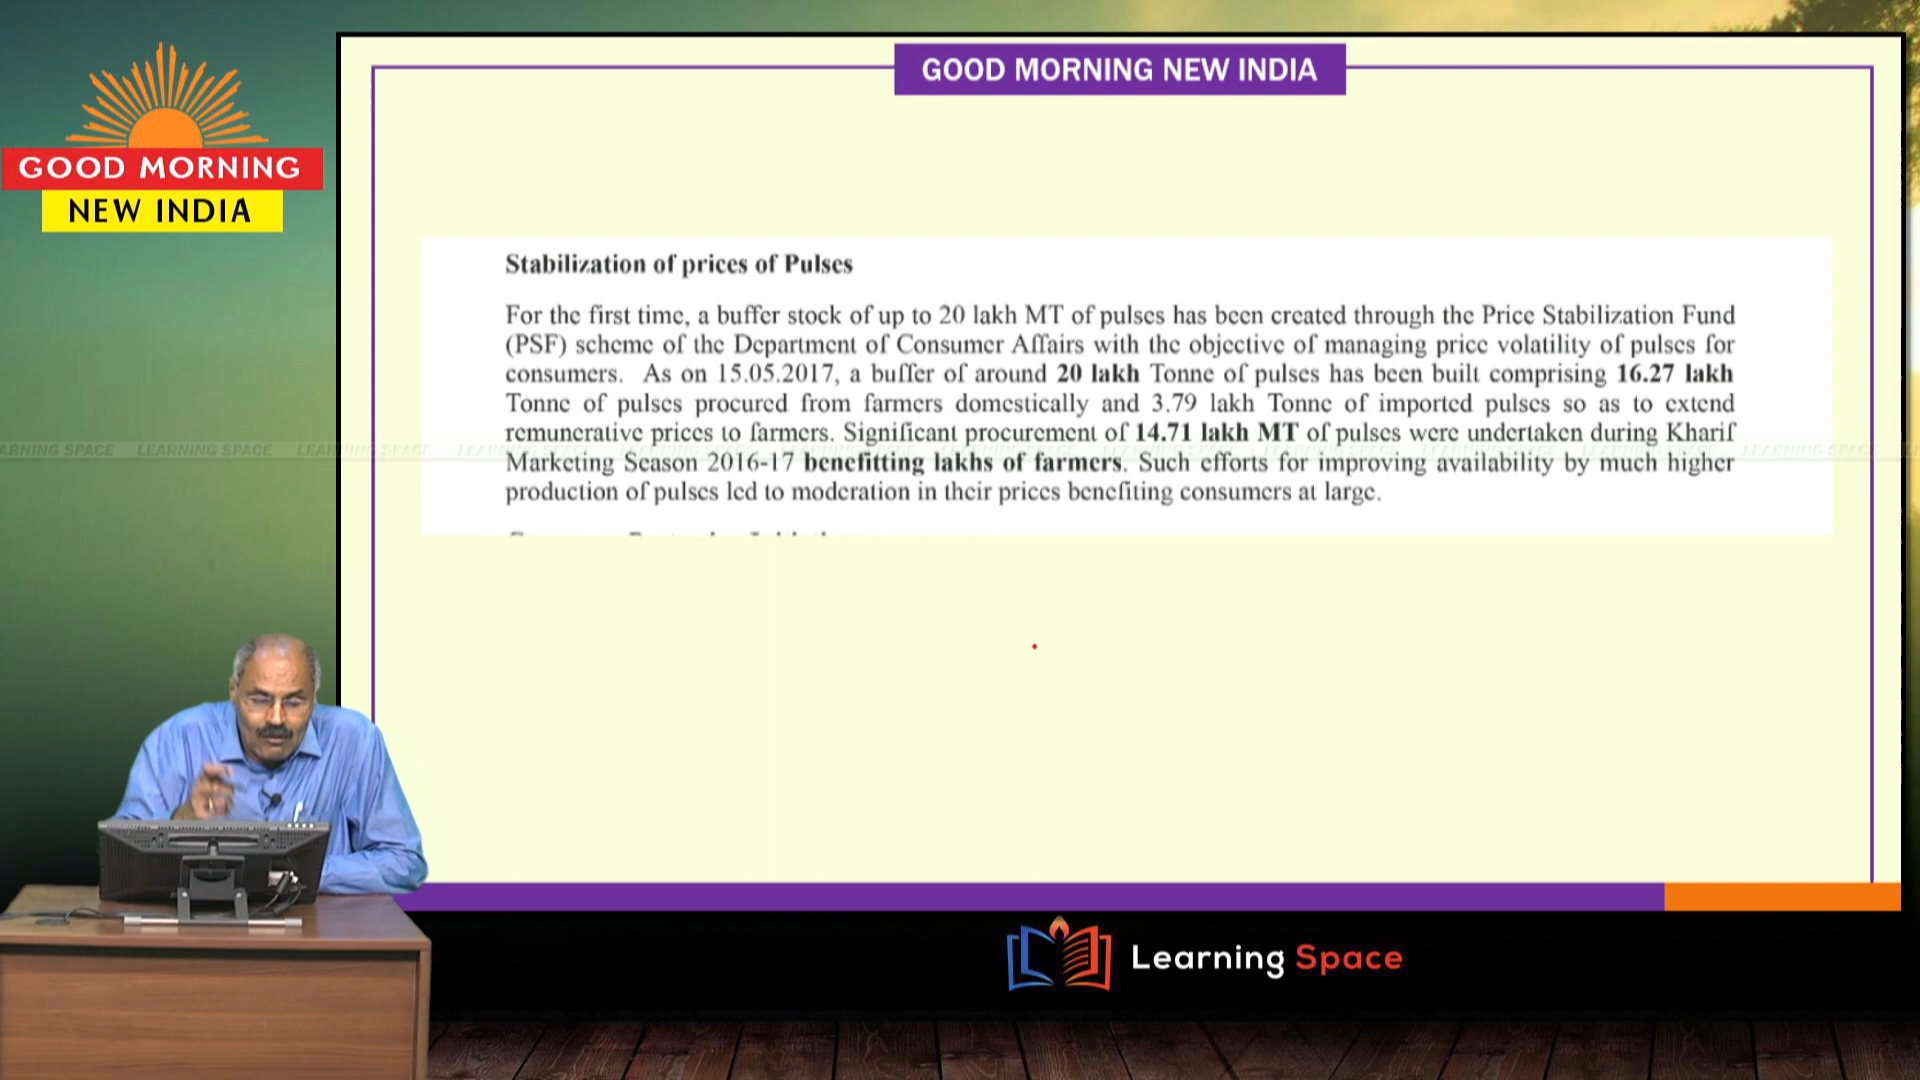 GOOD MORNING NEW INDIA
GOOD MORNING
NEW INDIA
Stabilization of prices of Pulses
For the first time, a buffer stock of up to 20 lakh MT of pulses has been created through the Price Stabilization Fund
(PSF) scheme of the Department of Consumer Affairs with the objective of managing price volatility of pulses for
consumers. As on 15.05.2017, a buffer of around 20 lakh Tonne of pulses has been built comprising 16.27 lakh
Tonne of pulses procured from farmers domestically and 3.79 lakh Tonne of imported pulses so as to extend
remunerative prices to farmers. Significant procurement of 14.71 lakh MT of pulses were undertaken during Kharif
Marketing Season 2016-17 benefitting lakhs of farmers. Such efforts for improving availability by much higher
production of pulses led to moderation in their prices benefiting consumers at large.
LEARNING SPACE LEARNING SPACE
Learning Space